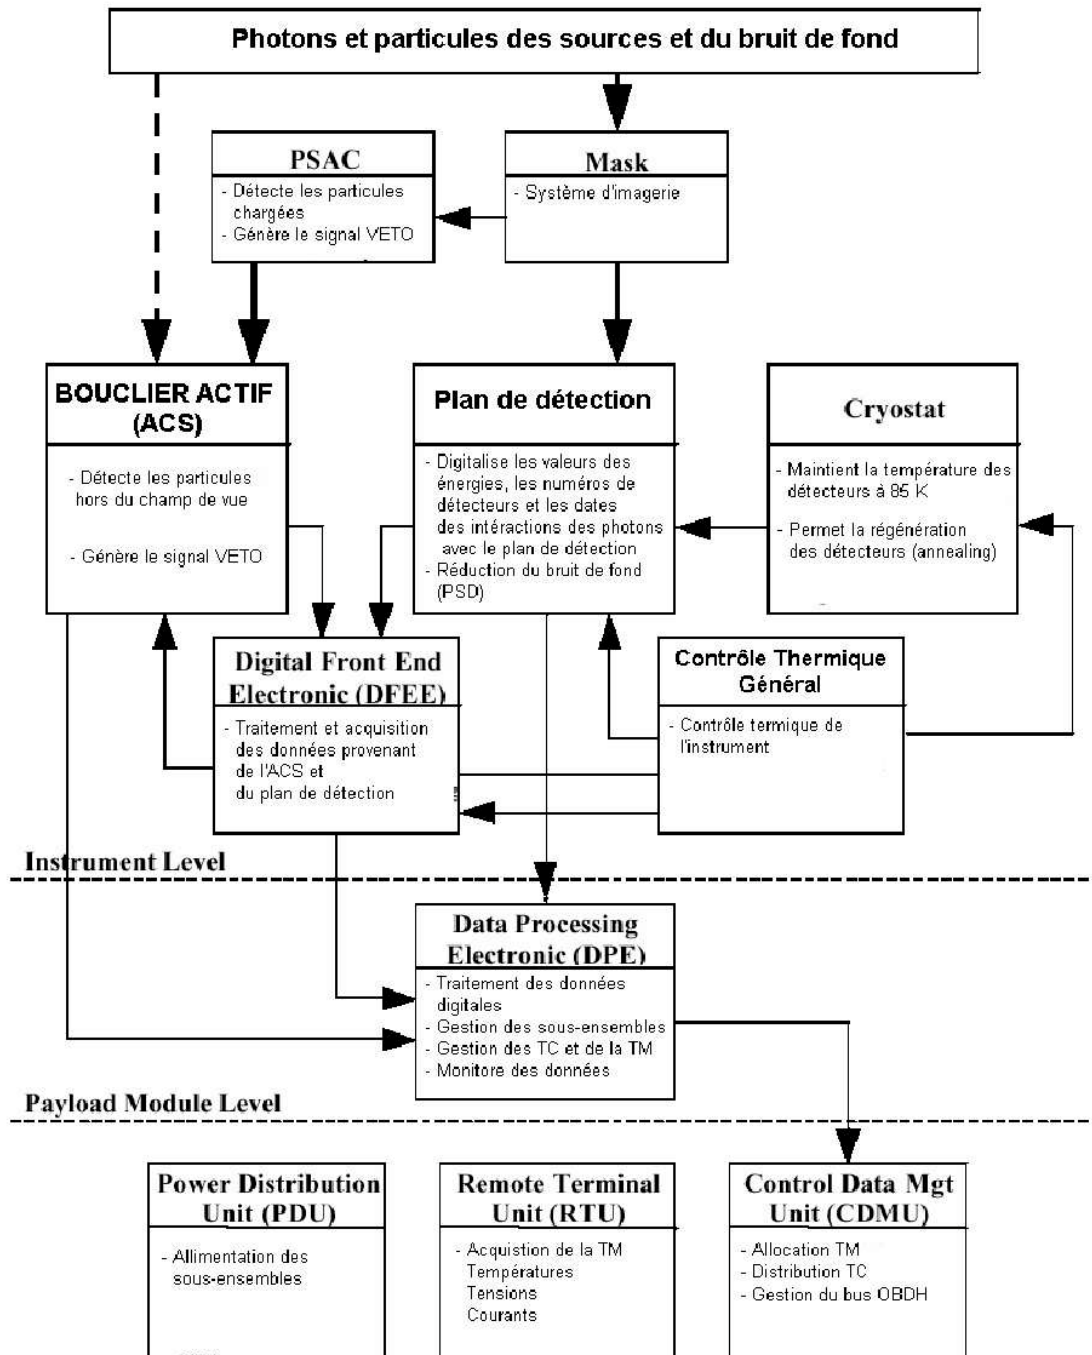 Photons et particules des sources et du bruit de fond
PSAC
- Détecte les particules
chargées
- Génère le signal VETO
Mask
- Système d'imagerie
BOUCLIER ACTIF
(ACS)
- Détecte les particules
hors du champ de vue
- Génère le signal VETO
Plan de détection
- Digitalise les valeurs des
énergies, les numéros de
détecteurs et les dates
des intéractions des photons
avec le plan de détection
- Réduction du bruit de fond
(PSD)
Cryostat
- Maintient la température des
détecteurs à 85 K
- Permet la régénération
des détecteurs (annealing)
Digital Front End
Electronic (DFEE)
- Traitement et acquisition
des données provenant
de l'ACS et
du plan de détection
Contrôle Thermique
Général
- Contrôle termique de
l'instrument
Instrument Level
Data Processing
Electronic (DPE)
- Traitement des données
digitales
- Gestion des sous-ensembles
- Gestion des TC et de la TM
- Monitore des données
Payload Module Level
Power Distribution
Unit (PDU)
- Allimentation des
sous-ensembles
Remote Terminal
Unit (RTU)
- Acquistion de la TM
Températures
Tensions
Courants
Control Data Mgt
Unit (CDMU)
- Allocation TM
- Distribution TC
- Gestion du bus OBDH